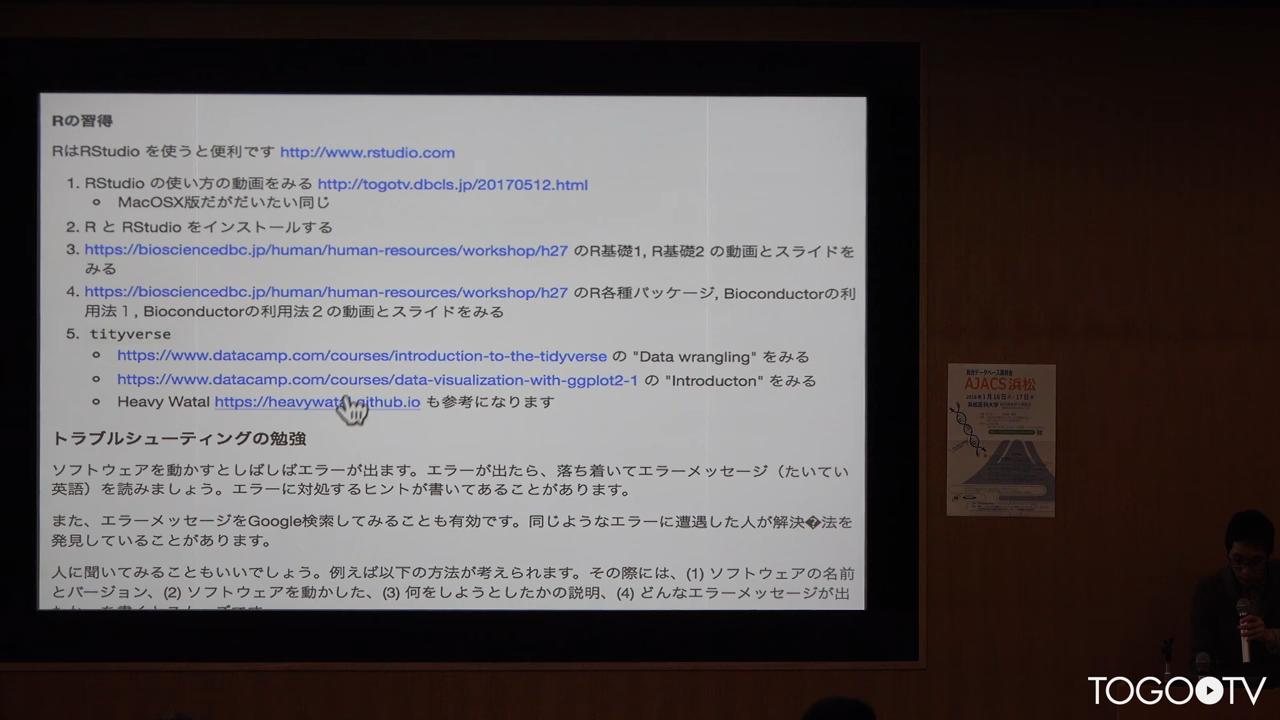 Rの習得
RはRStudio を使うと便利です http://www.rstudio.com
1. RStudio の使い方の動画をみる http://togotv.dbcls.jp/20170512.html
MacOSX版だがだいたい同じ
2. R と RStudio をインストールする
3. https://biosciencedbc.jp/human/human-resources/workshop/h27 のR基礎1, R基礎2 の動画とスライドを
みる
4. https://biosciencedbc.jp/human/human-resources/workshop/h27 のR各種パッケージ, Bioconductorの利
用法１, Bioconductorの利用法２の動画とスライドをみる
5. tityverse
https://www.datacamp.com/courses/introduction-to-the-tidyverse の "Data wrangling" をみる
https://www.datacamp.com/courses/data-visualization-with-ggplot2-1 の "Introducton" をみる
Heavy Watal https://heavywatal.github.io も参考になります
トラブルシューティングの勉強
ソフトウェアを動かすとしばしばエラーが出ます。エラーが出たら、落ち着いてエラーメッセージ（たいてい
英語）を読みましょう。エラーに対処するヒントが書いてあることがあります。
また、エラーメッセージをGoogle検索してみることも有効です。同じようなエラーに遭遇した人が解決�法を
発見していることがあります。
人に聞いてみることもいいでしょう。例えば以下の方法が考えられます。その際には、(1) ソフトウェアの名前
とバージョン、(2) ソフトウェアを動かした、(3) 何をしようとしたかの説明、(4) どんなエラーメッセージが出
AJACS浜松
TOGOTV